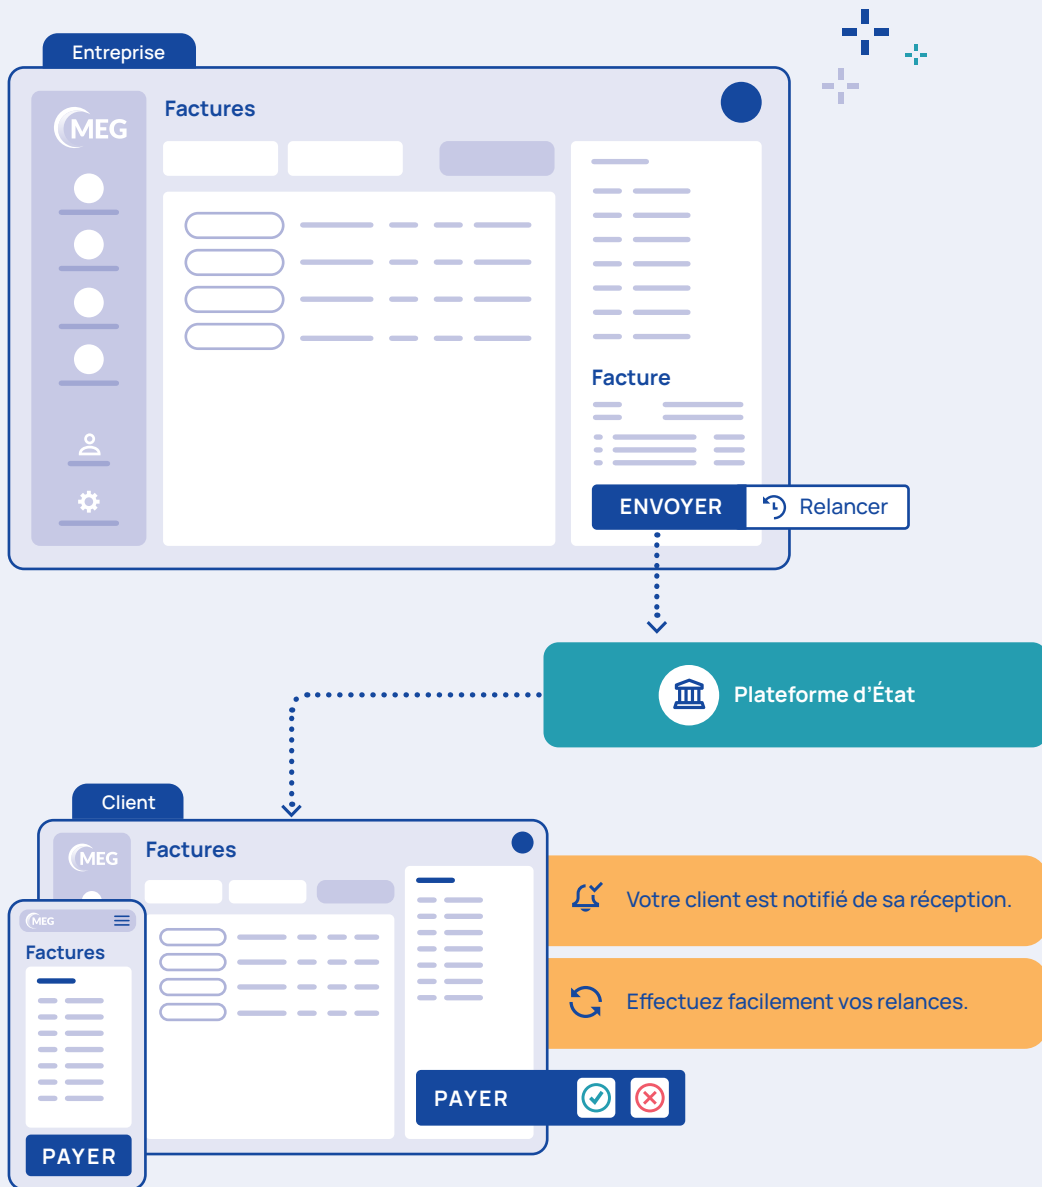 Entreprise
MEG
Factures
Facture
ENVOYER
Relancer
Plateforme d'État
Client
MEG
Factures
Votre client est notifié de sa réception.
MEG
Factures
Effectuez facilement vos relances.
PAYER
PAYER